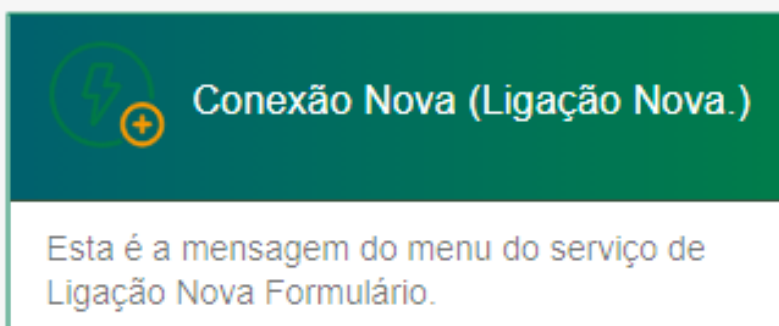 Conexão Nova (Ligação Nova.)
Esta é a mensagem do menu do serviço de
Ligação Nova Formulário.